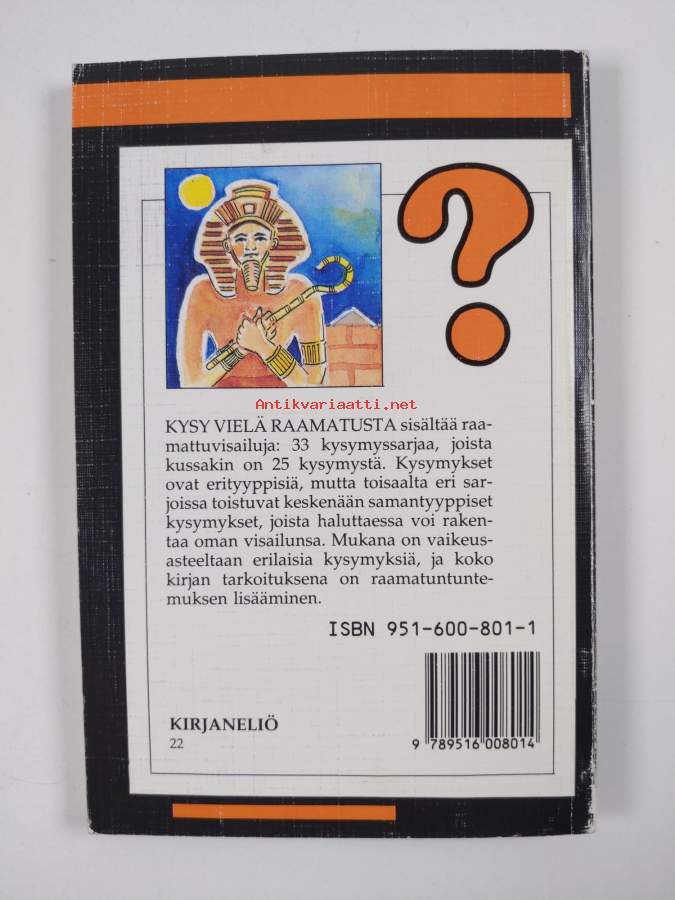 ?
Antikvariaatti.net
KYSY VIELÄ RAAMATUSTA sisältää raa-
mattuvisailuja: 33 kysymyssarjaa, joista
kussakin on 25 kysymystä. Kysymykset
ovat erityyppisiä, mutta toisaalta eri sar-
joissa toistuvat keskenään samantyyppiset
kysymykset, joista haluttaessa voi raken-
taa oman visailunsa. Mukana on vaikeus-
asteeltaan erilaisia kysymyksiä, ja koko
kirjan tarkoituksena on raamatuntunte-
muksen lisääminen.
ISBN 951-600-801-1
KIRJANELIÖ
22
9 789516 008014